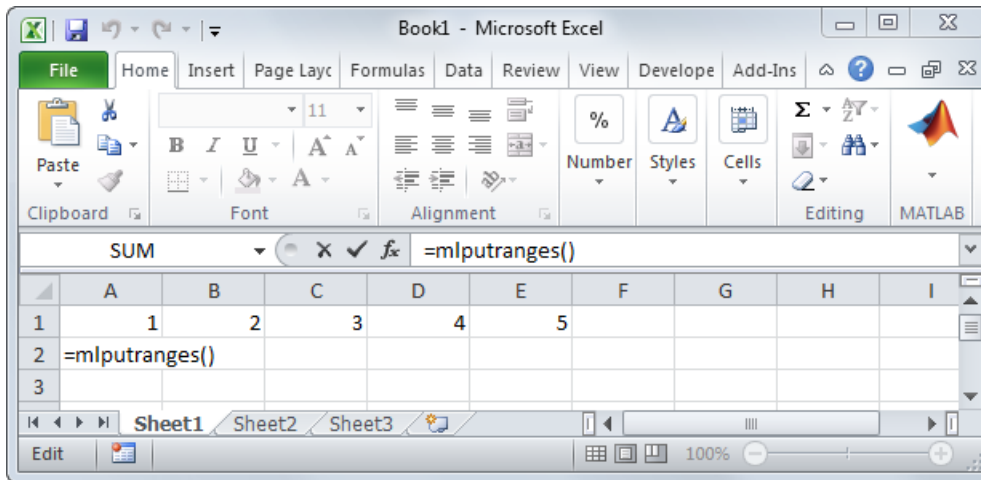 Book1 - Microsoft Excel
File Home Insert Page Layc Formulas Data Review View Develope Add-Ins
Paste
11
B I U A A
A
%
Number
Styles
Cells
Σ
Clipboard Font Alignment Editing MATLAB
SUM fx =mlputranges()
A B C D E F G H I
1 1 2 3 4 5
2 =mlputranges()
3
Sheet1 Sheet2 Sheet3
Edit 100%